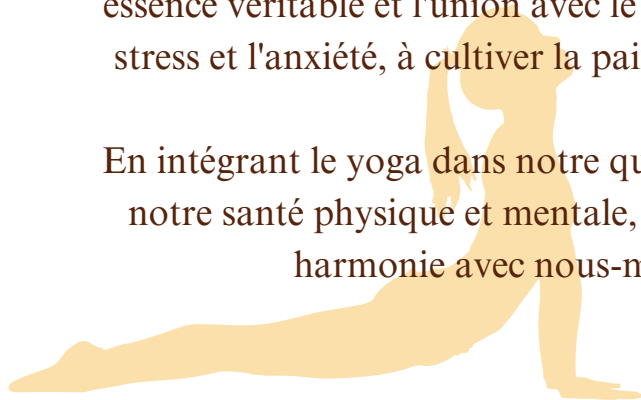 essence véritable et l'union avec le
stress et l'anxiété, à cultiver la pai
En intégrant le yoga dans notre qu
notre santé physique et mentale,
harmonie avec nous-m